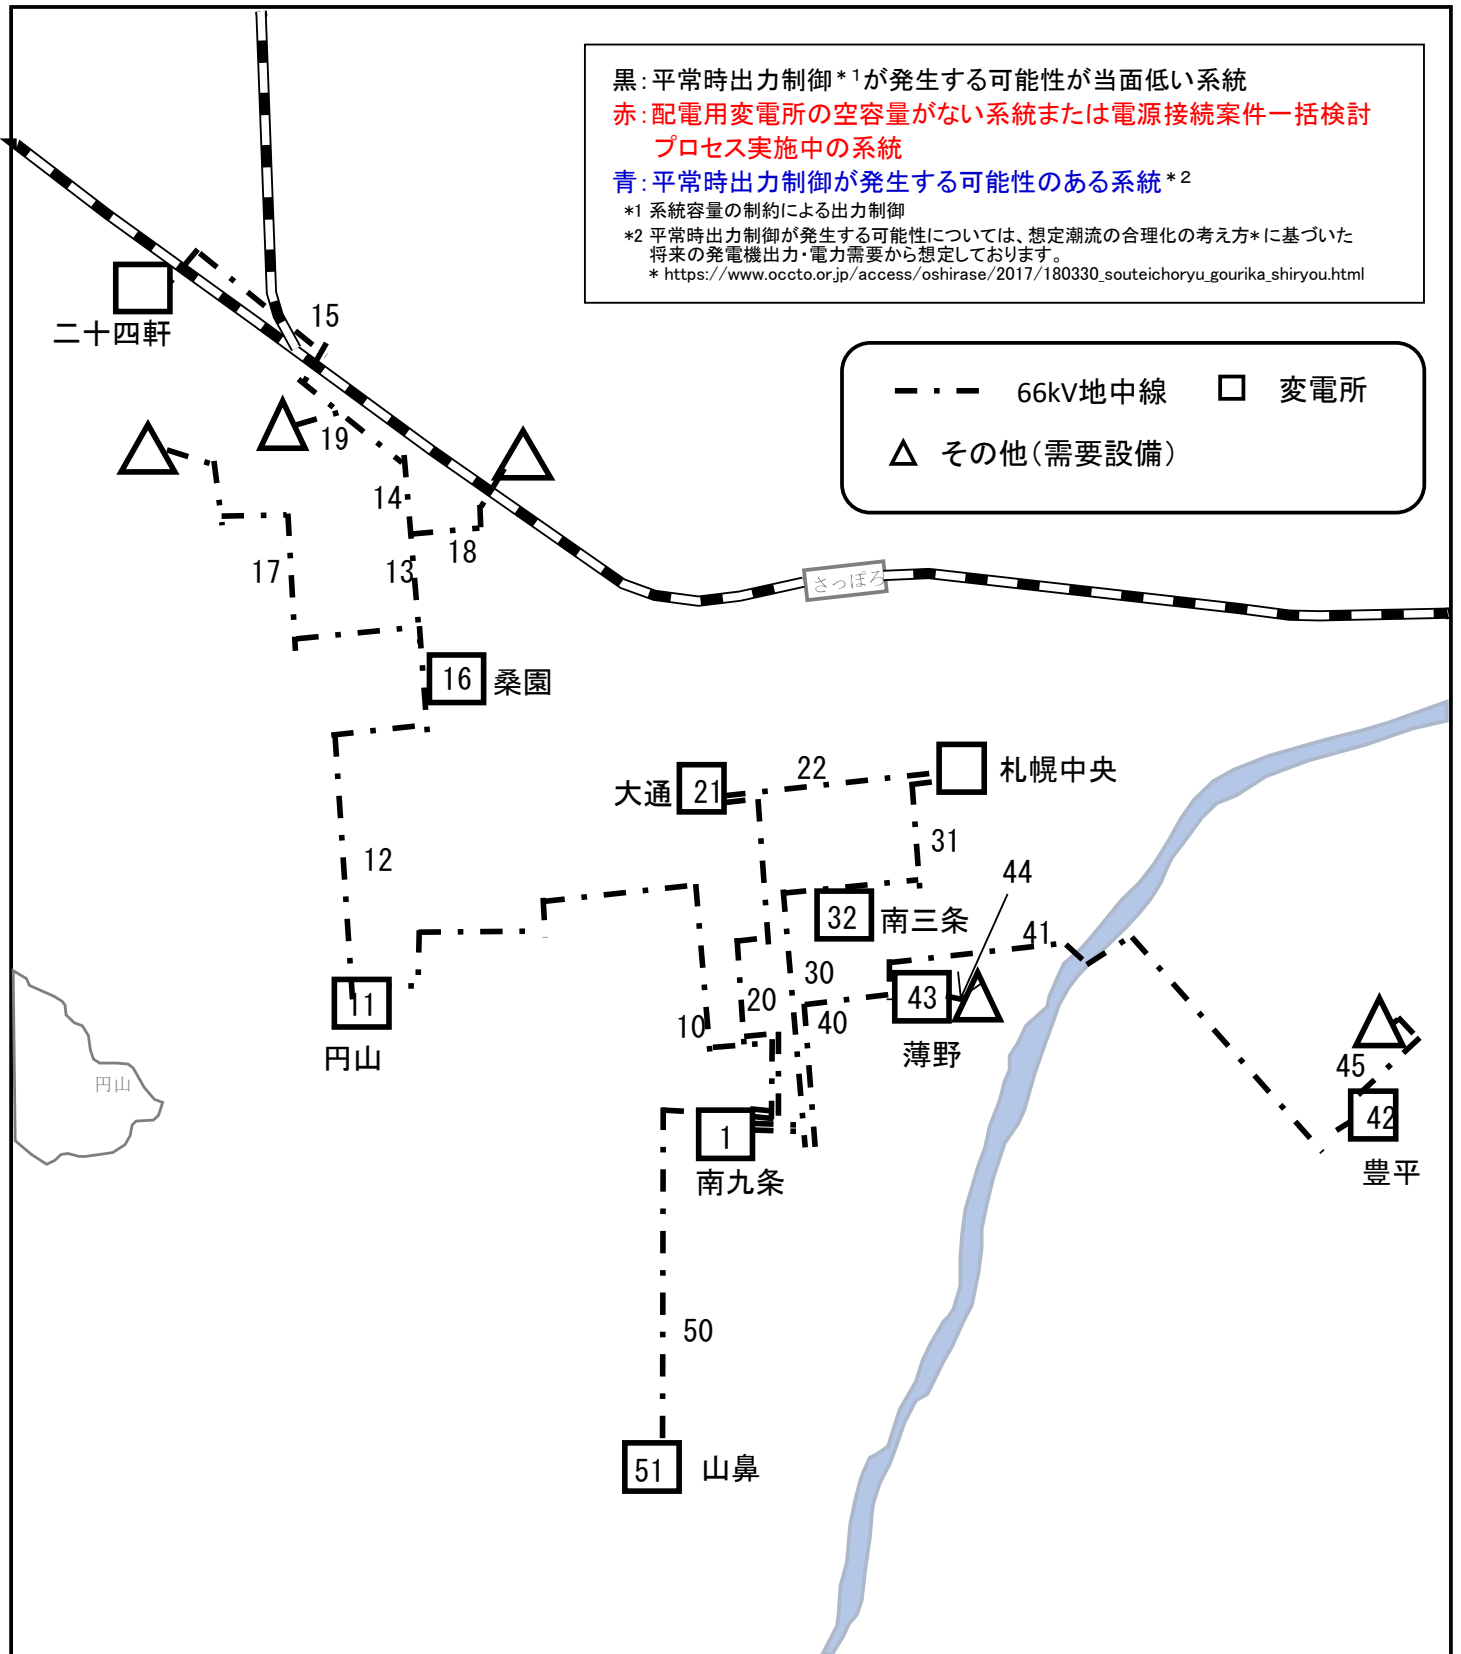 黒：平常時出力制御*1が発生する可能性が当面低い系統
赤：配電用変電所の空容量がない系統または電源接続案件一括検討
プロセス実施中の系統
青：平常時出力制御が発生する可能性のある系統*2
*1 系統容量の制約による出力制御
*2 平常時出力制御が発生する可能性については、想定潮流の合理化の考え方*に基づいた
将来の発電機出力・電力需要から想定しております。
* https://www.occto.or.jp/access/oshirase/2017/180330_souteichoryu_gourika_shiryou.html
66kV地中線
変電所
その他（需要設備）
二十四軒
15
19
14
18
17
13
さっぽろ
16
桑園
大通
21
22
札幌中央
12
31
44
32
南三条
41
30
20
10
40
43
薄野
11
円山
円山
45
42
豊平
1
南九条
50
51
山鼻